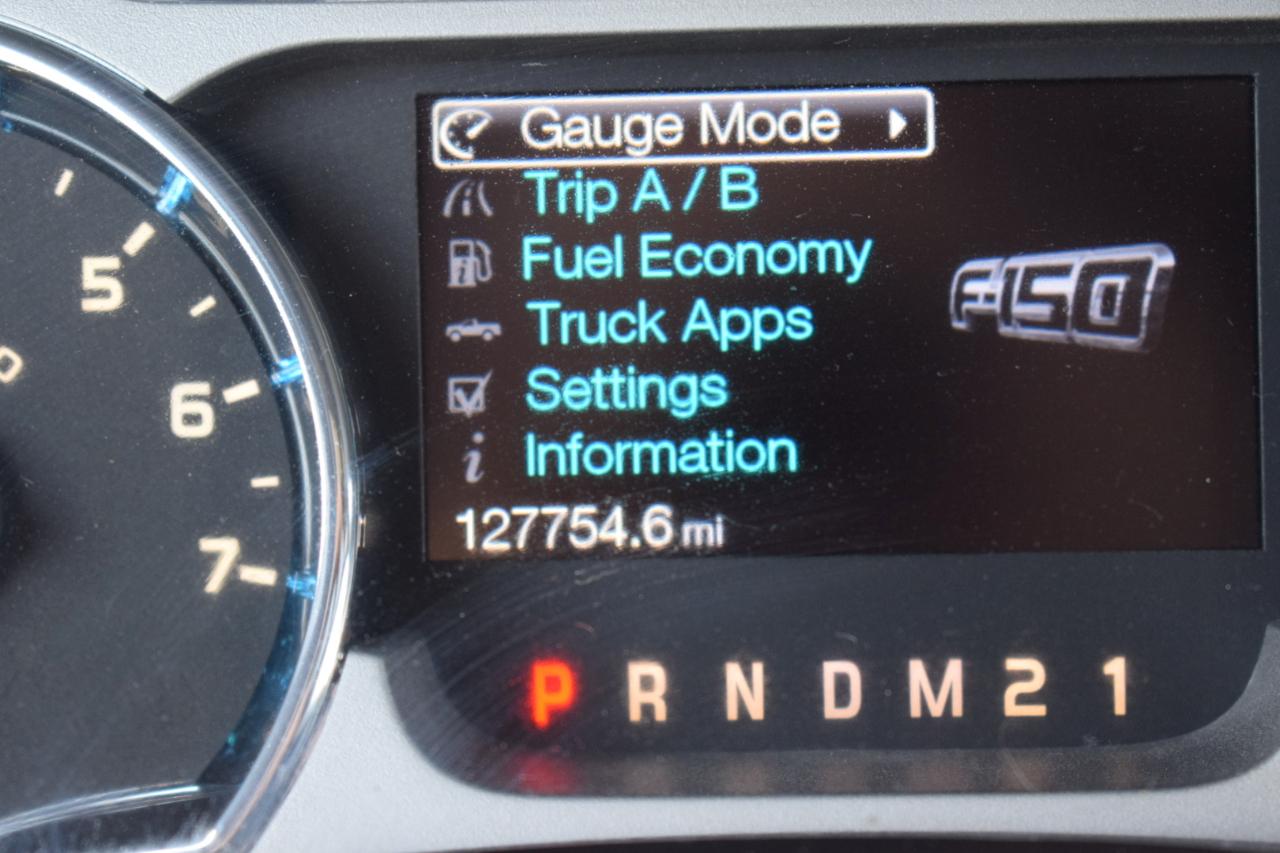 Gauge Mode
Trip A / B
Fuel Economy
Truck Apps
Settings
Information
F-150
127754.6 mi
P R N D M 2 1
5
6
7